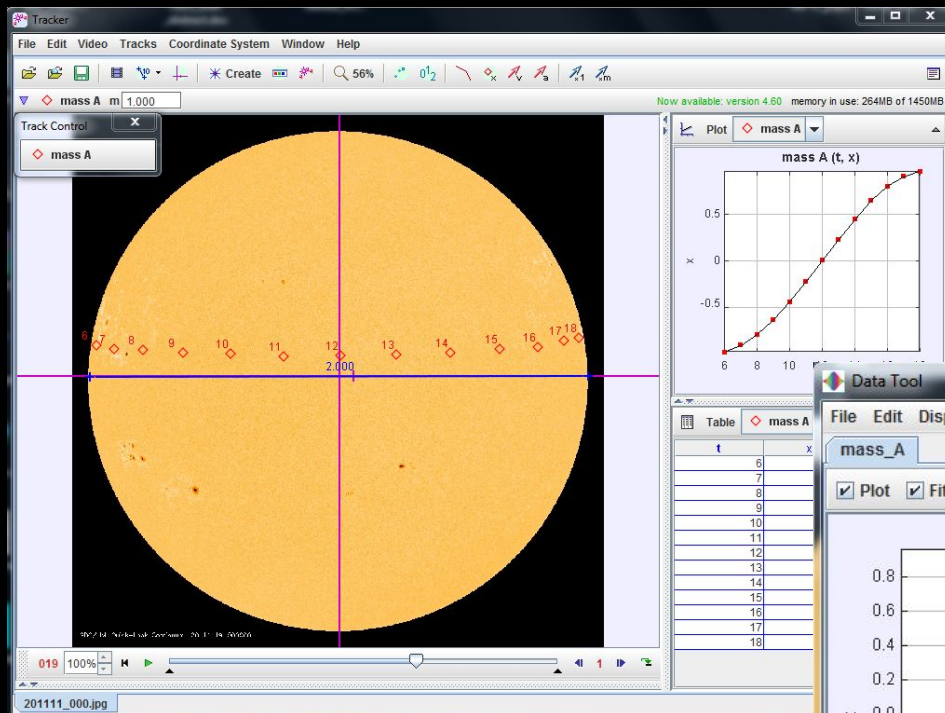 Tracker
File Edit Video Tracks Coordinate System Window Help
Create 56%
mass A m 1.000
Now available: version 4.60 memory in use: 264MB of 1450MB
Track Control x
mass A
6 7 8 9 10 11 12 13 14 15 16 17 18
2.000
019 100% 1
201111_000.jpg
Plot mass A
mass A (t, x)
0.5
x 0
-0.5
6 8 10
Table mass A
t x
6
7
8
9
10
11
12
13
14
15
16
17
18
Data Tool
File Edit
mass_A
Plot
0.8
0.6
0.4
0.2
0.0